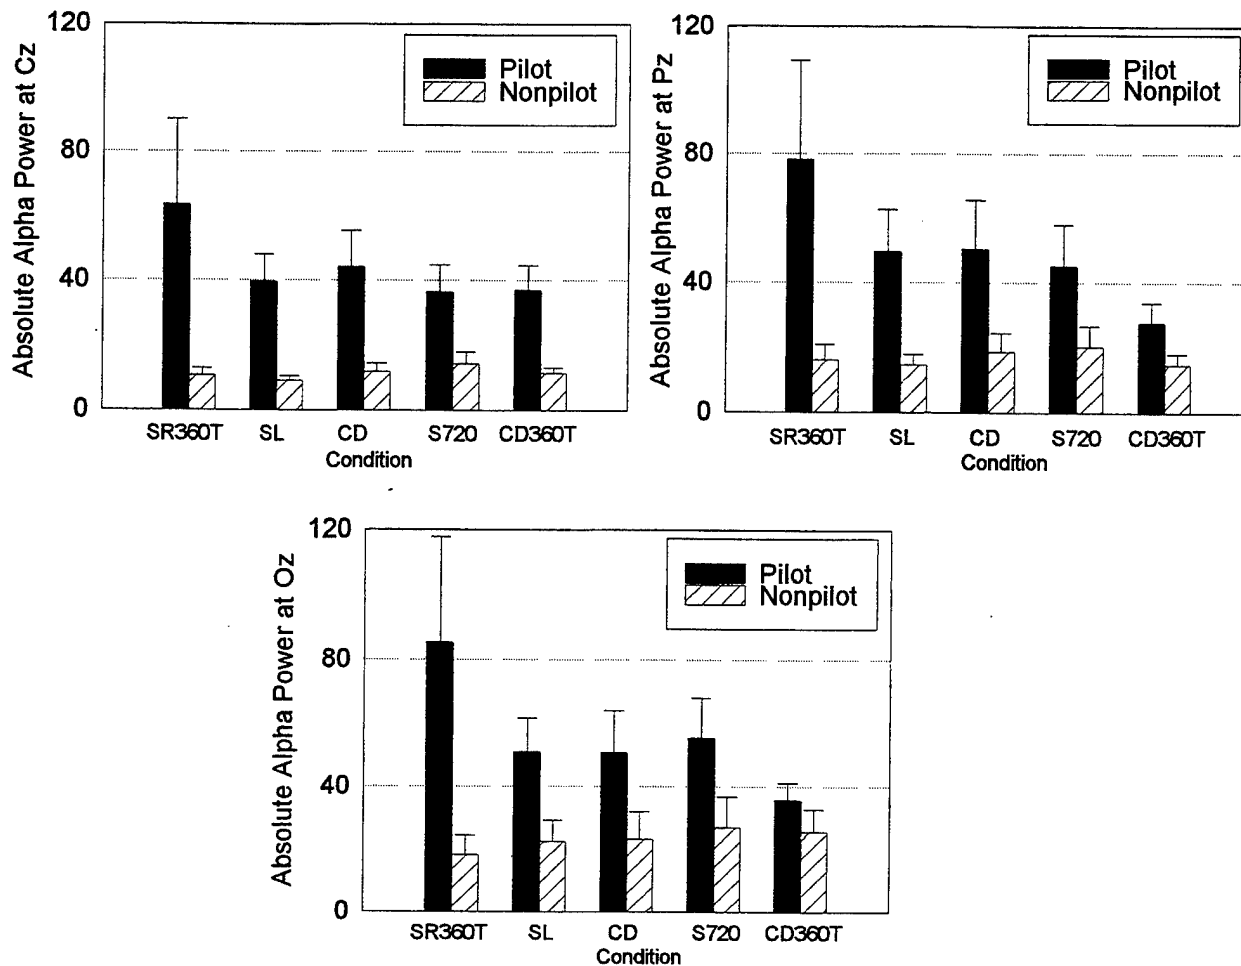 Absolute Alpha Power at Cz
120
80
40
0
Pilot
Nonpilot
SR360T SL CD S720 CD360T
Condition
Absolute Alpha Power at Pz
120
80
40
0
Pilot
Nonpilot
SR360T SL CD S720 CD360T
Condition
Absolute Alpha Power at Oz
120
80
40
0
Pilot
Nonpilot
SR360T SL CD S720 CD360T
Condition